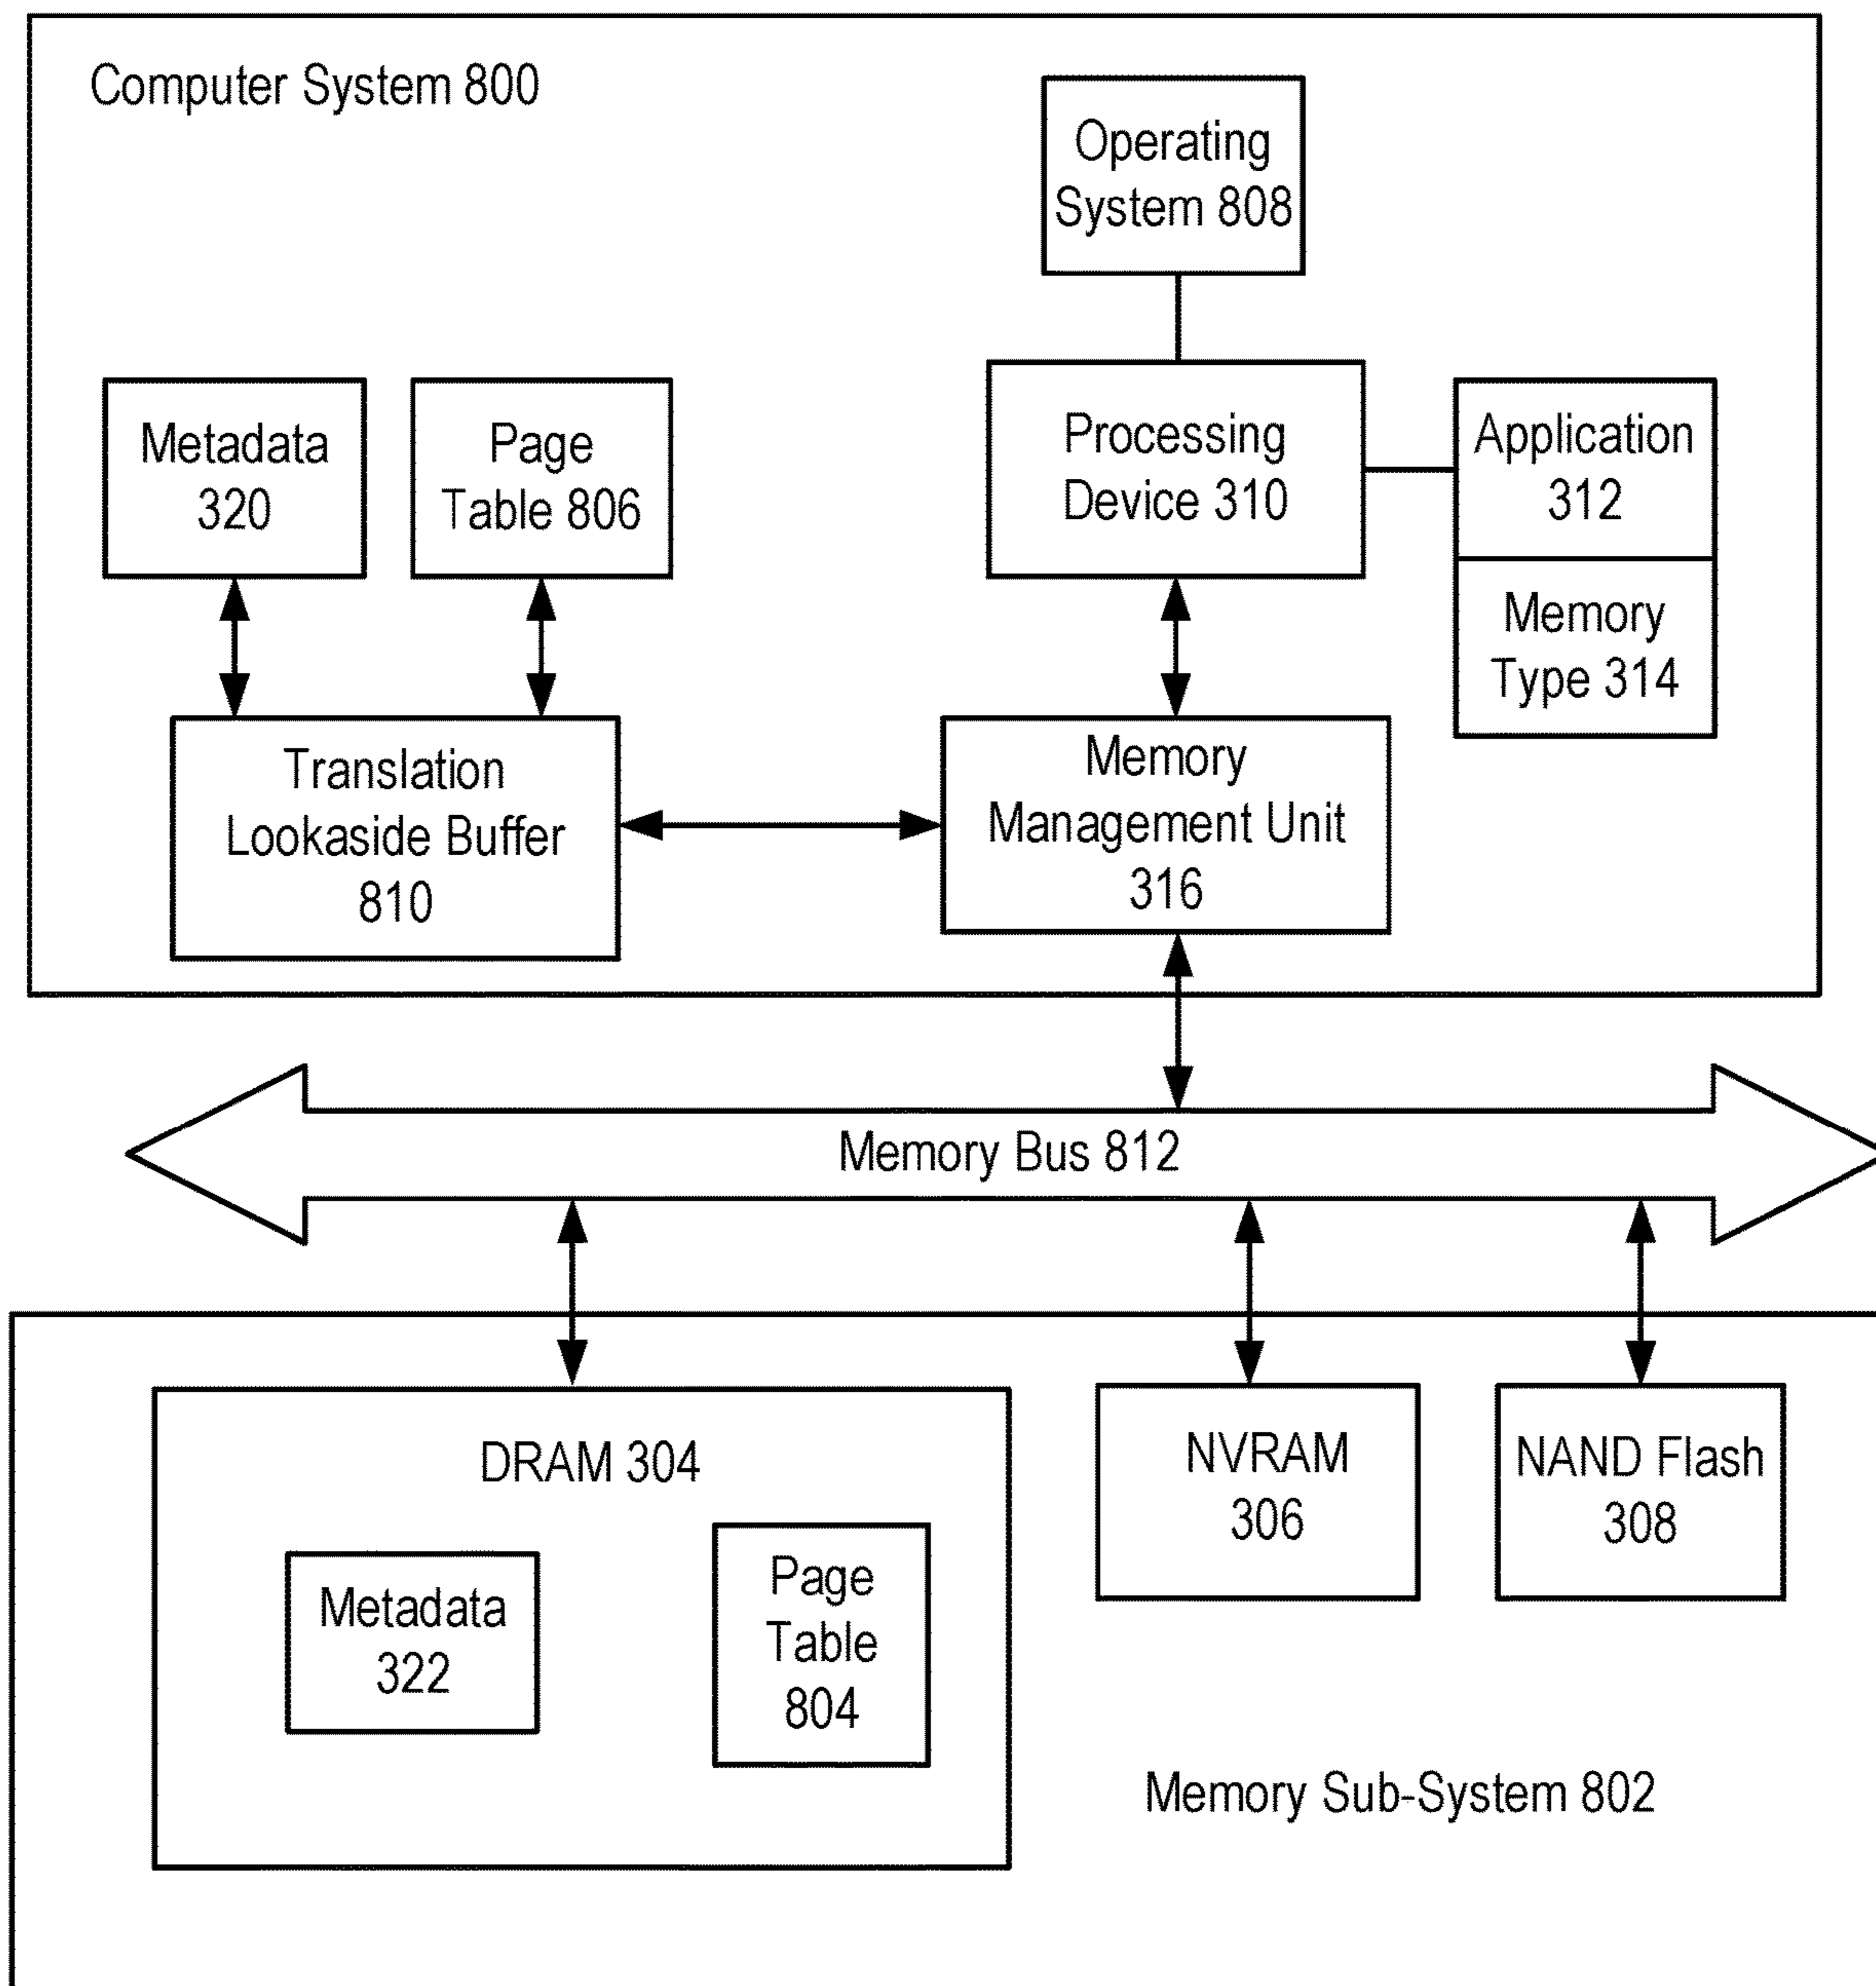 Computer System 800
Operating
System 808
Metadata
320
Page
Table 806
Processing
Device 310
Application
312
Memory
Type 314
Translation
Lookaside Buffer
810
Memory
Management Unit
316
Memory Bus 812
DRAM 304
Metadata
322
Page
Table
804
NVRAM
306
NAND Flash
308
Memory Sub-System 802